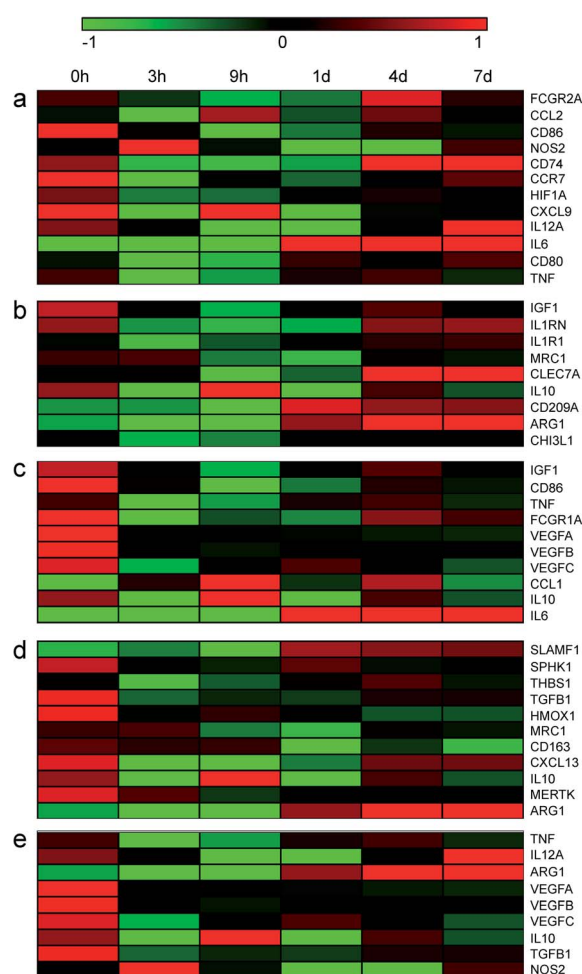 -1 0 1
0h 3h 9h 1d 4d 7d
a
FCGR2A
CCL2
CD86
NOS2
CD74
CCR7
HIF1A
CXCL9
IL12A
IL6
CD80
TNF
b
IGF1
IL1RN
IL1R1
MRC1
CLEC7A
IL10
CD209A
ARG1
CHI3L1
c
IGF1
CD86
TNF
FCGR1A
VEGFA
VEGFB
VEGFC
CCL1
IL10
IL6
d
SLAMF1
SPHK1
THBS1
TGFB1
HMOX1
MRC1
CD163
CXCL13
IL10
MERTK
ARG1
e
TNF
IL12A
ARG1
VEGFA
VEGFB
VEGFC
IL10
TGFB1
NOS2